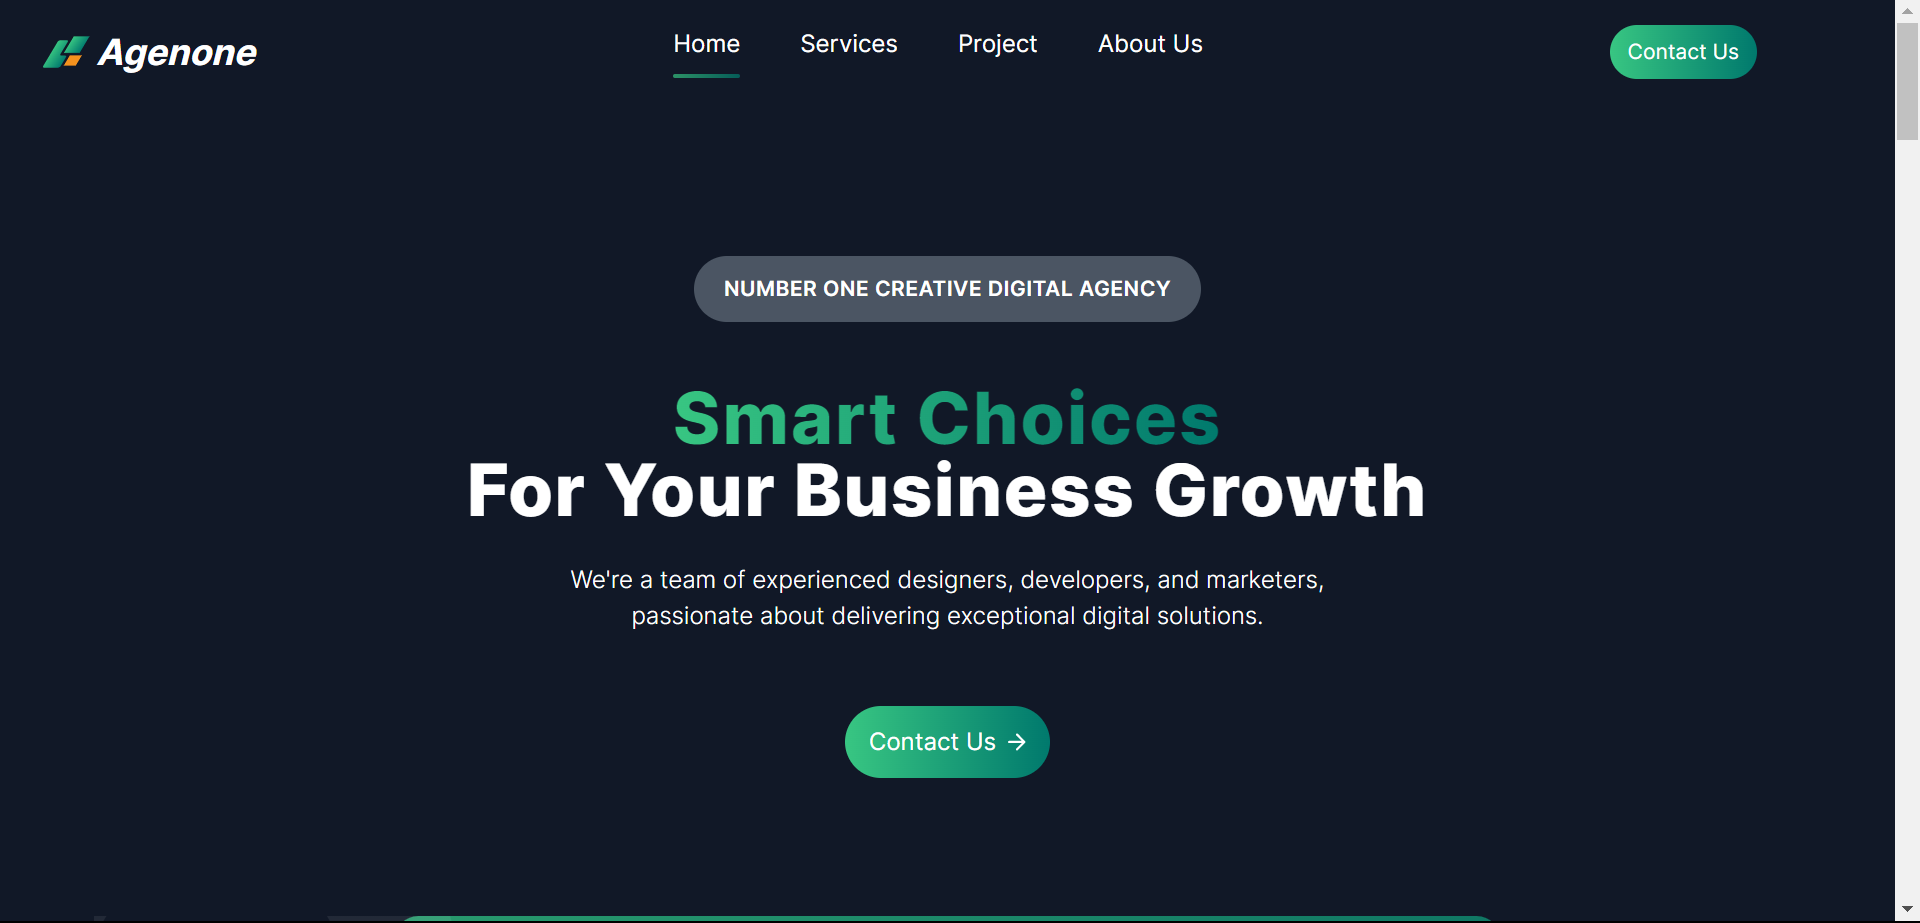 Agenone
Home
Services
Project
About Us
Contact Us
NUMBER ONE CREATIVE DIGITAL AGENCY
Smart Choices
For Your Business Growth
We're a team of experienced designers, developers, and marketers,
passionate about delivering exceptional digital solutions.
Contact Us →